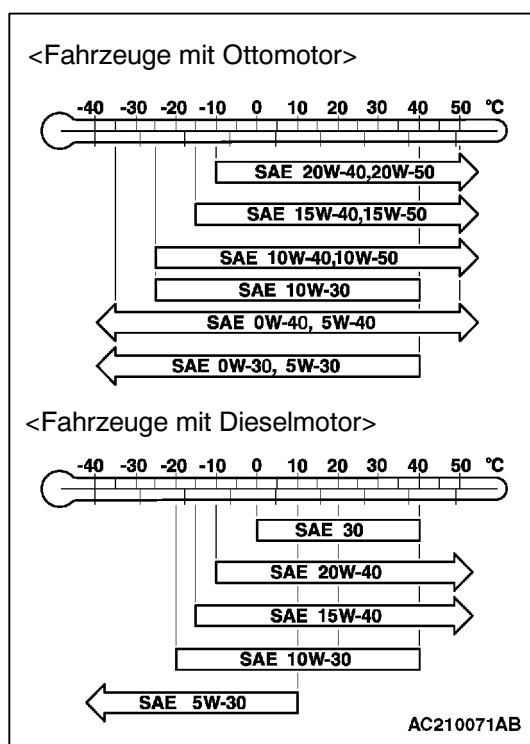 <Fahrzeuge mit Ottomotor>
-40 -30 -20 -10 0 10 20 30 40 50 °C
SAE 20W-40,20W-50
SAE 15W-40,15W-50
SAE 10W-40,10W-50
SAE 10W-30
SAE 0W-40, 5W-40
SAE 0W-30, 5W-30
<Fahrzeuge mit Dieselmotor>
-40 -30 -20 -10 0 10 20 30 40 50 °C
SAE 30
SAE 20W-40
SAE 15W-40
SAE 10W-30
SAE 5W-30
AC210071AB